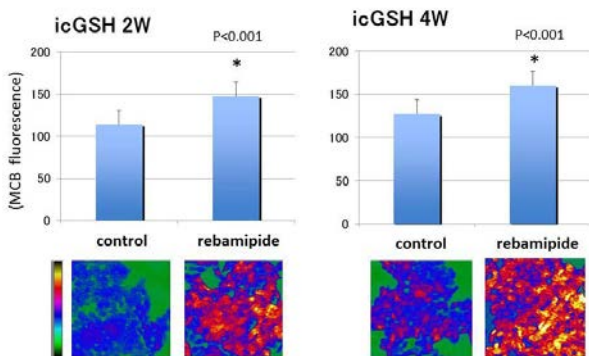 icGSH 2W
P<0.001
*
200
150
100
50
0
(MCB fluorescence)
control
rebamipide
icGSH 4W
P<0.001
*
200
150
100
50
0
control
rebamipide